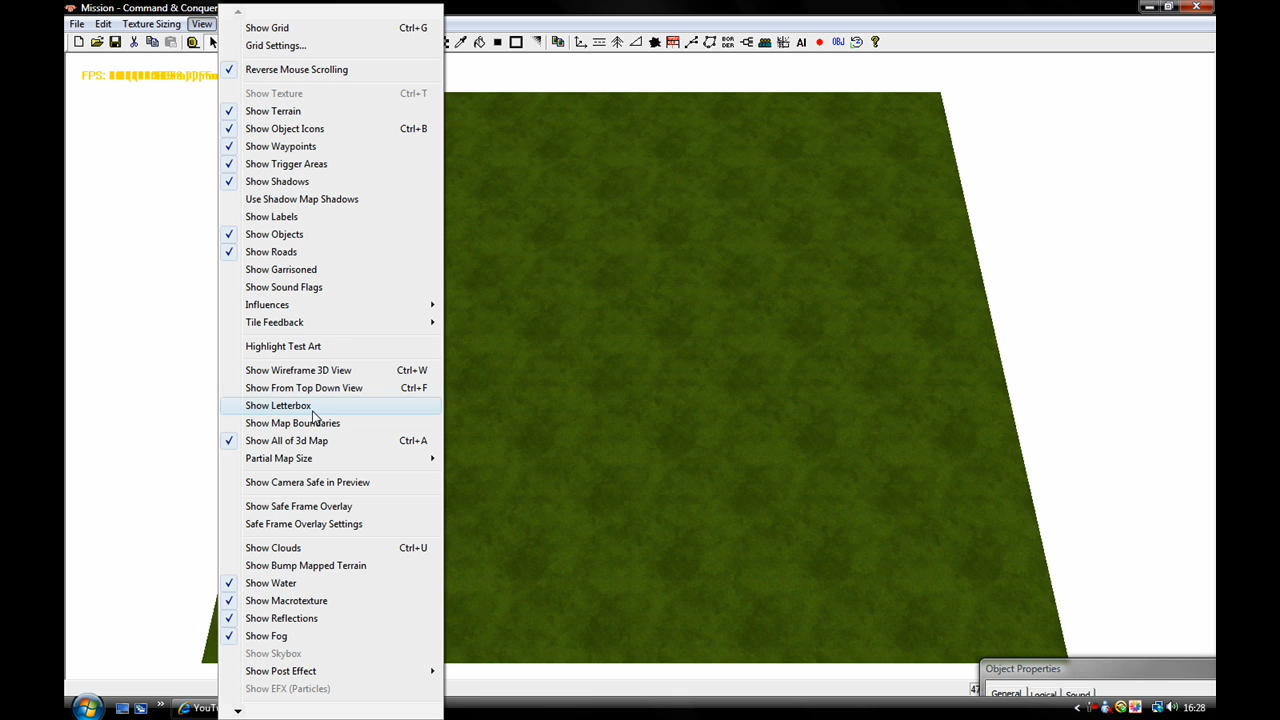 Mission - Command & Conquer
File Edit Texture Sizing View
AI BOR DER OBJ
FPS:
Show Grid Ctrl+G
Grid Settings...
Reverse Mouse Scrolling
Show Texture Ctrl+T
Show Terrain
Show Object Icons Ctrl+B
Show Waypoints
Show Trigger Areas
Show Shadows
Use Shadow Map Shadows
Show Labels
Show Objects
Show Roads
Show Garrisoned
Show Sound Flags
Influences
Tile Feedback
Highlight Test Art
Show Wireframe 3D View Ctrl+W
Show From Top Down View Ctrl+F
Show Letterbox
Show Map Boundaries
Show All of 3d Map Ctrl+A
Partial Map Size
Show Camera Safe in Preview
Show Safe Frame Overlay
Safe Frame Overlay Settings
Show Clouds Ctrl+U
Show Bump Mapped Terrain
Show Water
Show Macrotexture
Show Reflections
Show Fog
Show Skybox
Show Post Effect
Show EFX (Particles)
Object Properties
General Logical Sound
47
YouT
16:28